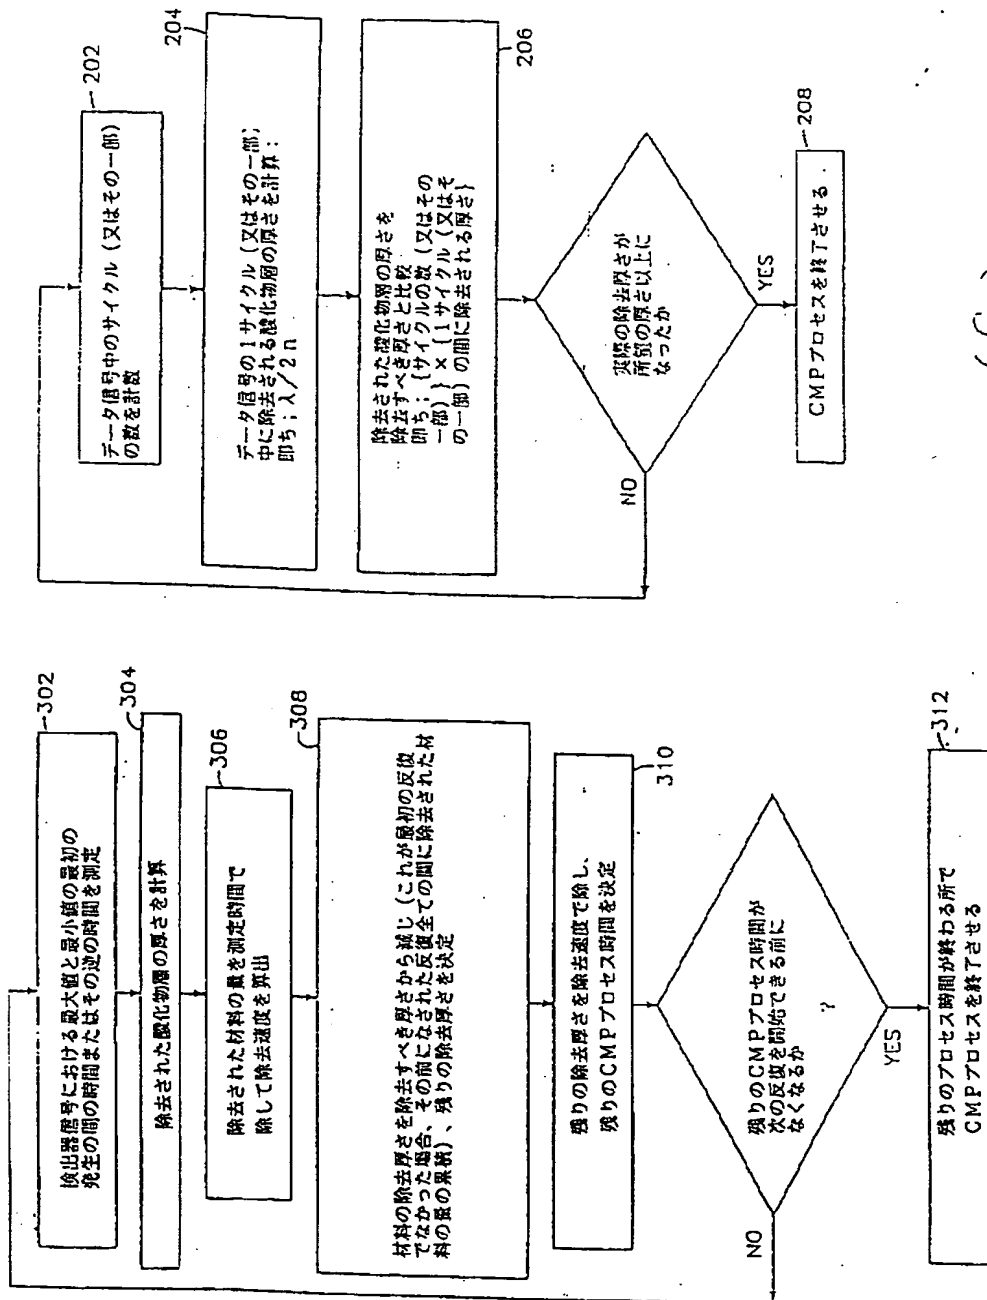 202
データ信号中のサイクル（又はその一部）
の数を計数
204
データ信号の1サイクル（又はその一部；
中に除去される酸化物層の厚さを計算：
即ち；λ／2n
206
除去された酸化物層の厚さを
除去すべき厚さと比較
即ち；{サイクルの数（又はその
一部）}×{1サイクル（又はそ
の一部）の間に除去される厚さ}
実際の除去厚さが
所望の厚さ以上に
なったか
NO
YES
208
CMPプロセスを終了させる
302
検出器信号における最大値と最小値の最初の
発生の間の時間またはその逆の時間を測定
304
除去された酸化物層の厚さを計算
306
除去された材料の量を測定時間で
除して除去速度を算出
308
材料の除去厚さを除去すべき厚さから減じ（これが最初の反復
でなかった場合、その前になされた反復全ての間に除去された材
料の量の累積）、残りの除去厚さを決定
310
残りの除去厚さを除去速度で除し、
残りのCMPプロセス時間を決定
残りのCMPプロセス時間が
次の反復を開始できる前に
なくなるか
?
NO
YES
312
残りのプロセス時間が終わる所で
CMPプロセスを終了させる